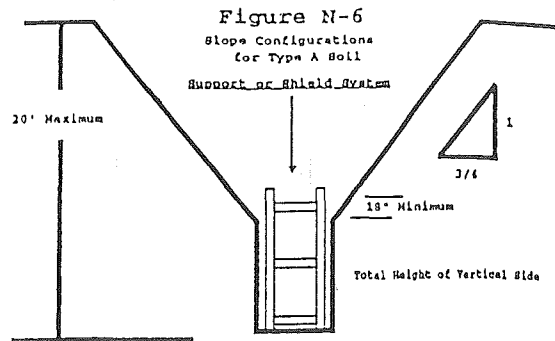 Figure N-6
Slope Configurations
for Type A Soil
Support or Shield System
20' Maximum
1
3/4
18" Minimum
Total Height of Vertical Side